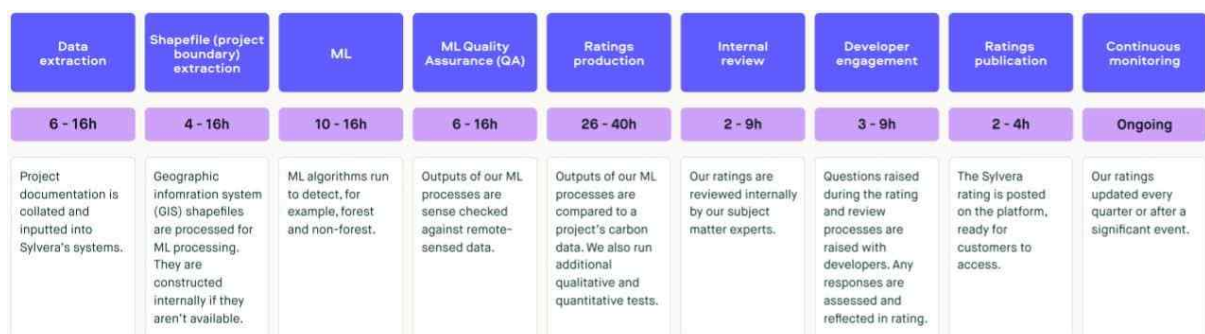 Data
extraction
Shapefile (project
boundary)
extraction
ML
ML Quality
Assurance (QA)
Ratings
production
Internal
review
Developer
engagement
Ratings
publication
Continuous
monitoring
6 - 16h
4 - 16h
10 - 16h
6 - 16h
26 - 40h
2 - 9h
3 - 9h
2 - 4h
Ongoing
Project
documentation is
collated and
inputted into
Sylvera's systems.
Geographic
infomration system
(GIS) shapefiles
are processed for
ML processing.
They are
constructed
internally if they
aren't available.
ML algorithms run
to detect, for
example, forest
and non-forest.
Outputs of our ML
processes are
sense checked
against remote-
sensed data.
Outputs of our ML
processes are
compared to a
project's carbon
data. We also run
additional
qualitative and
quantitative tests.
Our ratings are
reviewed internally
by our subject
matter experts.
Questions raised
during the rating
and review
processes are
raised with
developers. Any
responses are
assessed and
reflected in rating.
The Sylvera
rating is posted
on the platform,
ready for
customers to
access.
Our ratings
updated every
quarter or after a
significant event.